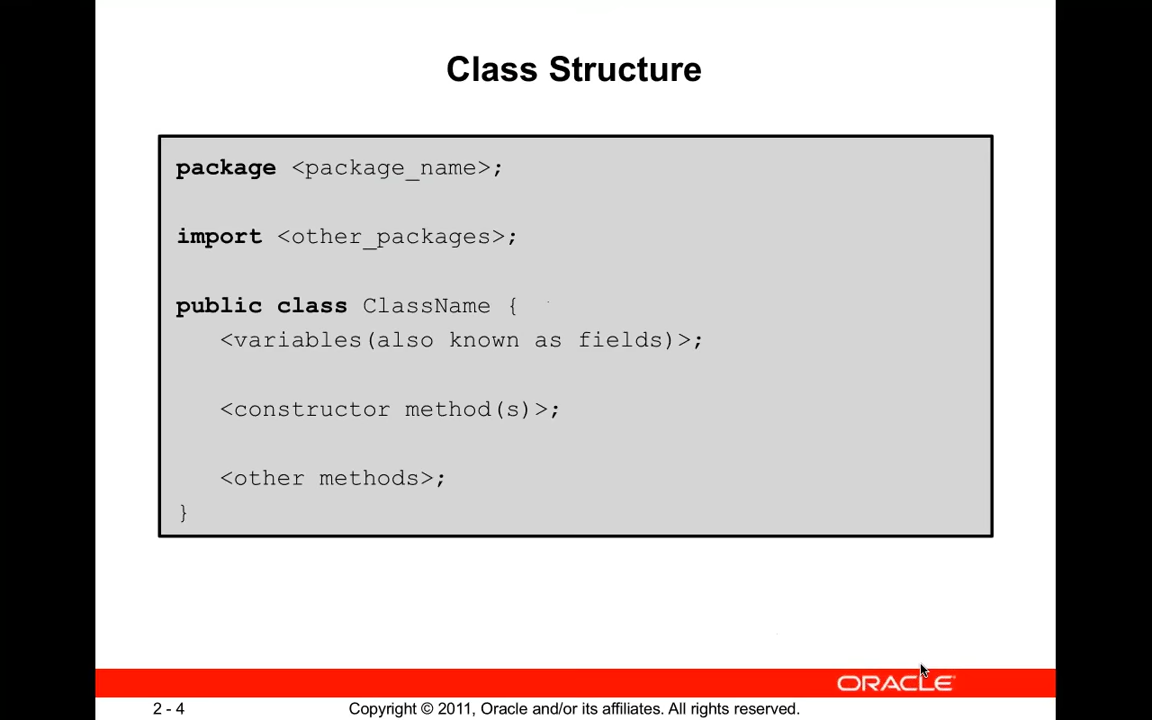 Class Structure
package <package_name>;
import <other_packages>;
public class ClassName {
<variables(also known as fields)>;
<constructor method(s)>;
<other methods>;
}
ORACLE
2 - 4
Copyright © 2011, Oracle and/or its affiliates. All rights reserved.